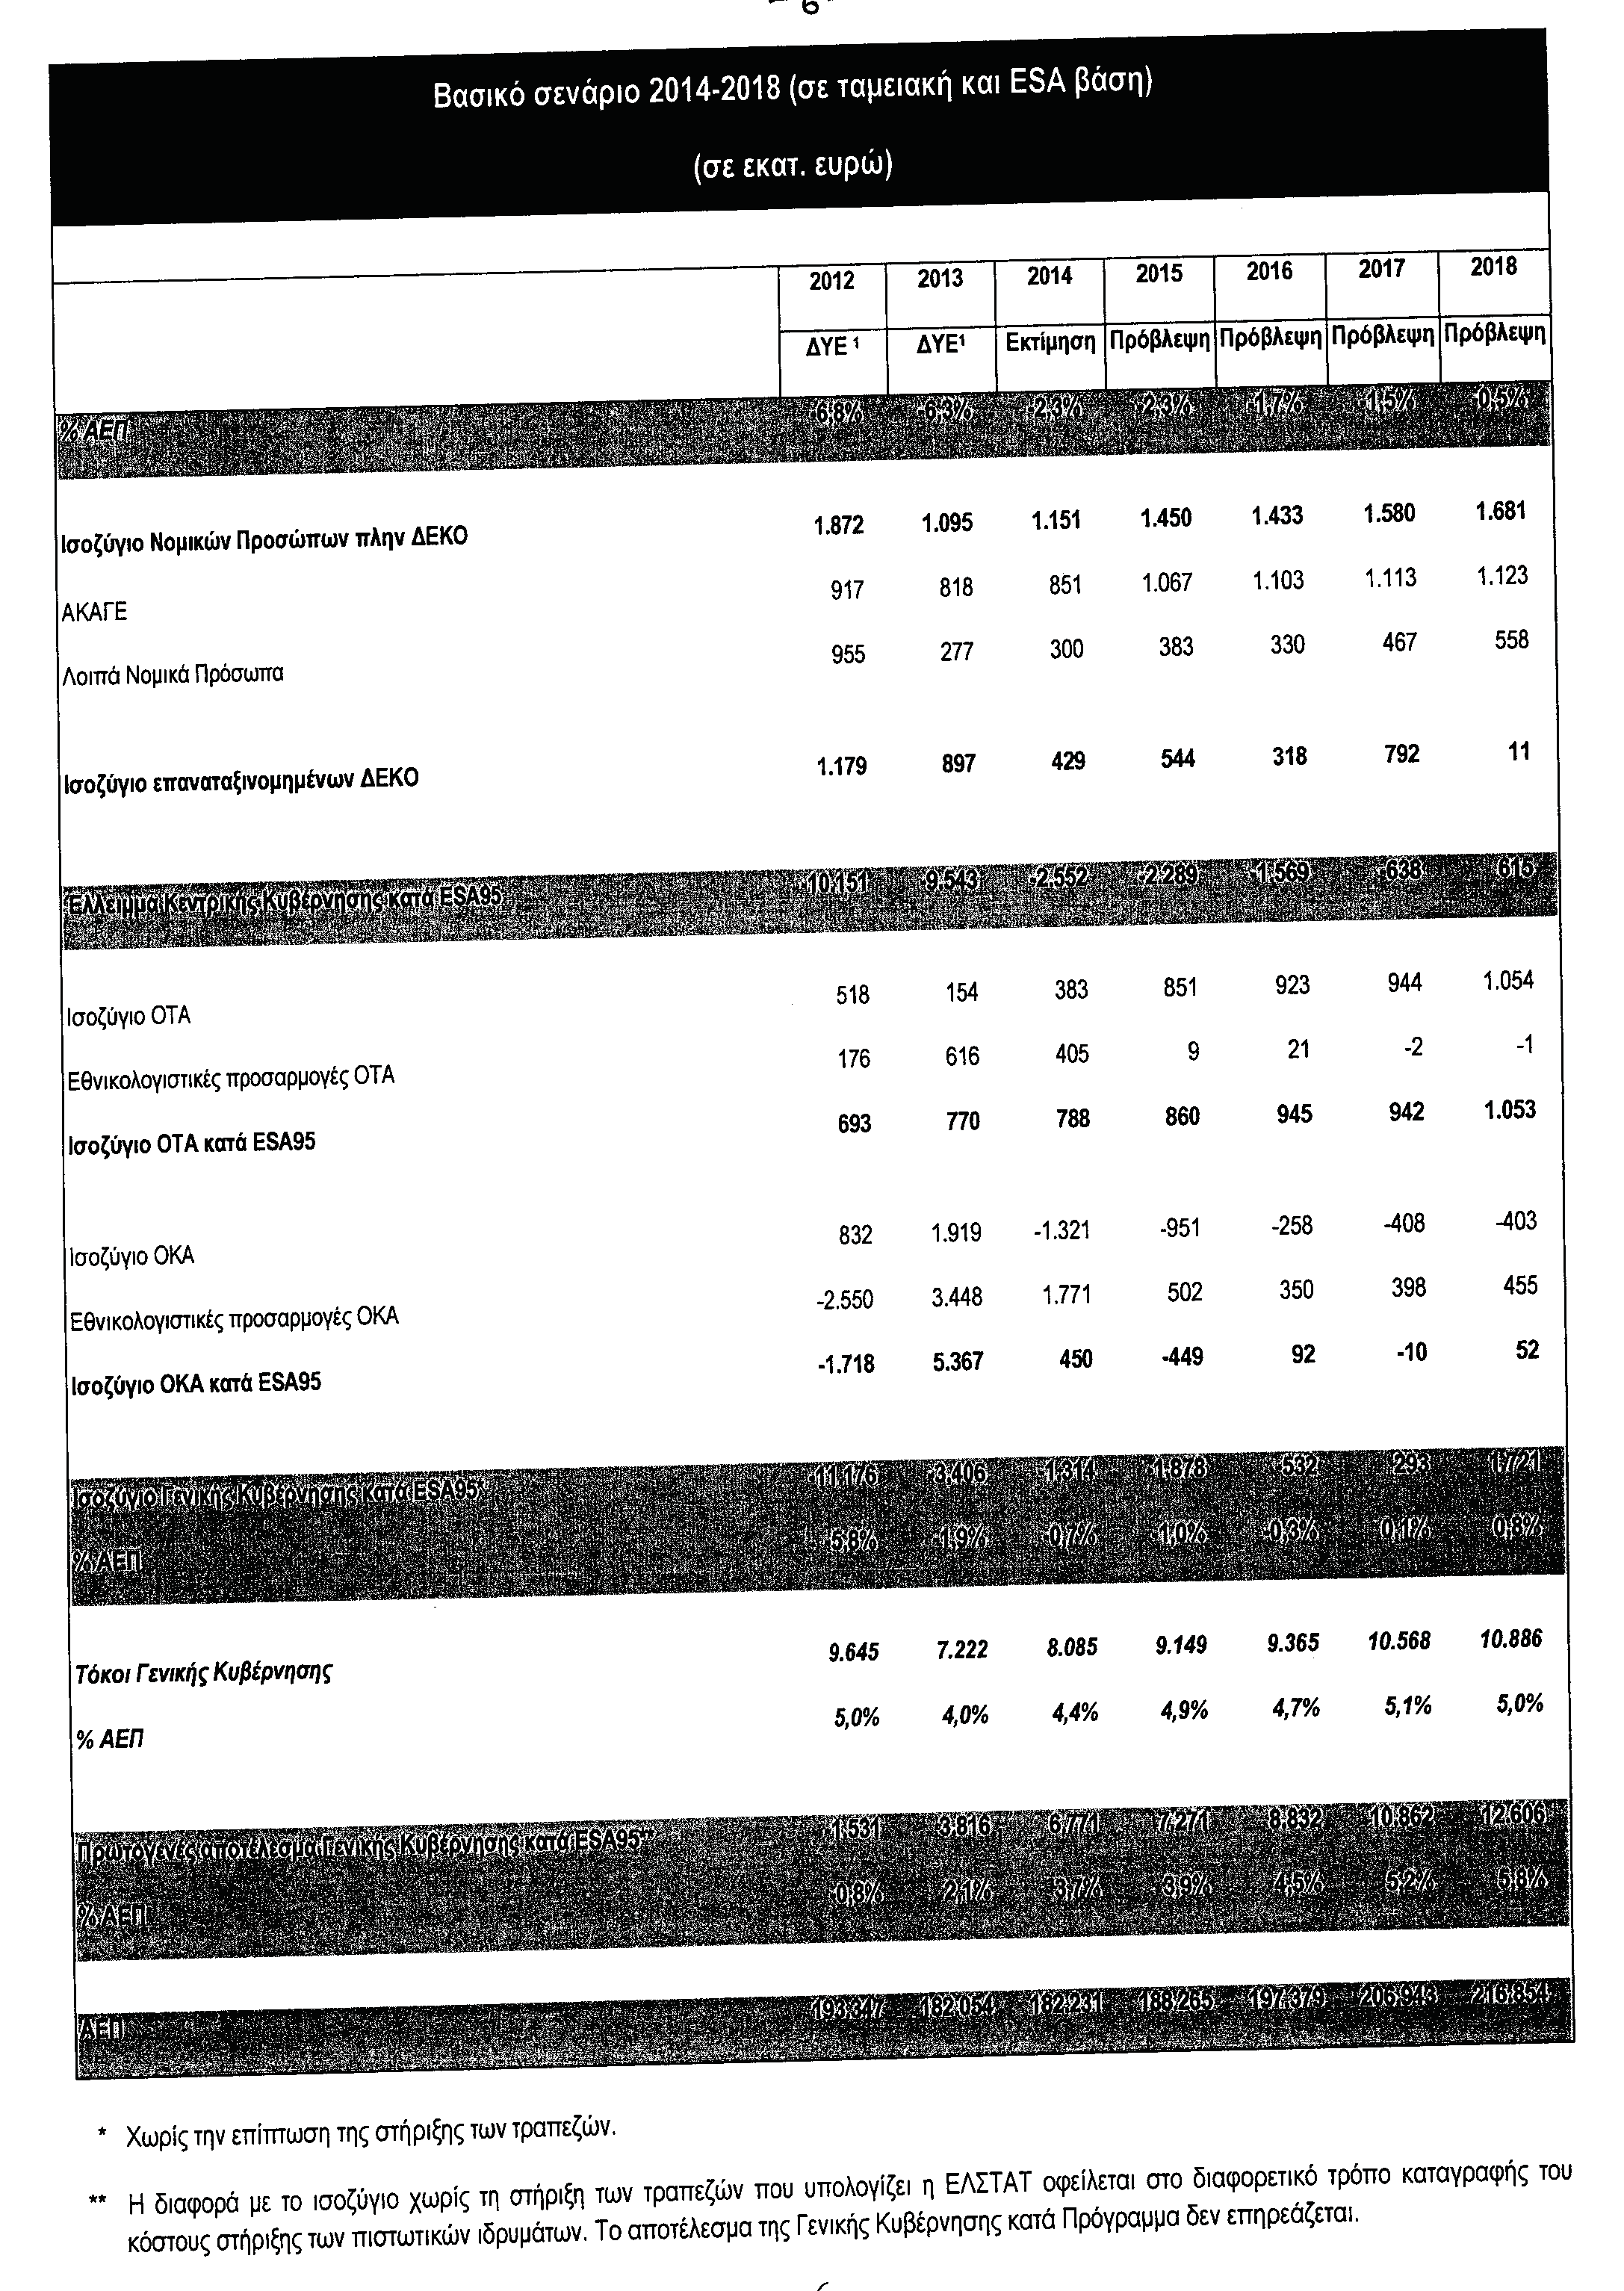 - 6 -
Βασικό σενάριο 2014-2018 (σε ταμειακή και ESA βάση)
(σε εκατ. ευρώ)
2012 2013 2014 2015 2016 2017 2018
ΔΥΕ ¹ ΔΥΕ¹ Εκτίμηση Πρόβλεψη Πρόβλεψη Πρόβλεψη Πρόβλεψη
% ΑΕΠ -6,8% -6,3% -2,3% -2,3% -1,7% -1,5% -0,5%
Ισοζύγιο Νομικών Προσώπων πλην ΔΕΚΟ 1.872 1.095 1.151 1.450 1.433 1.580 1.681
ΑΚΑΓΕ 917 818 851 1.067 1.103 1.113 1.123
Λοιπά Νομικά Πρόσωπα 955 277 300 383 330 467 558
Ισοζύγιο επαναταξινομημένων ΔΕΚΟ 1.179 897 429 544 318 792 11
Έλλειμμα Κεντρικής Κυβέρνησης κατά ESA95 -10.151 -9.543 -2.552 -2.289 -1.569 -638 615
Ισοζύγιο ΟΤΑ 518 154 383 851 923 944 1.054
Εθνικολογιστικές προσαρμογές ΟΤΑ 176 616 405 9 21 -2 -1
Ισοζύγιο ΟΤΑ κατά ESA95 693 770 788 860 945 942 1.053
Ισοζύγιο ΟΚΑ 832 1.919 -1.321 -951 -258 -408 -403
Εθνικολογιστικές προσαρμογές ΟΚΑ -2.550 3.448 1.771 502 350 398 455
Ισοζύγιο ΟΚΑ κατά ESA95 -1.718 5.367 450 -449 92 -10 52
Ισοζύγιο Γενικής Κυβέρνησης κατά ESA95* -11.176 -3.406 -1.314 -1.878 -532 293 1.721
% ΑΕΠ -5,8% -1,9% -0,7% -1,0% -0,3% 0,1% 0,8%
Τόκοι Γενικής Κυβέρνησης 9.645 7.222 8.085 9.149 9.365 10.568 10.886
% ΑΕΠ 5,0% 4,0% 4,4% 4,9% 4,7% 5,1% 5,0%
Πρωτογενές αποτέλεσμα Γενικής Κυβέρνησης κατά ESA95** -1.531 3.816 6.771 7.271 8.832 10.862 12.606
% ΑΕΠ -0,8% 2,1% 3,7% 3,9% 4,5% 5,2% 5,8%
ΑΕΠ 193.347 182.054 182.231 188.265 197.379 206.943 216.854
* Χωρίς την επίπτωση της στήριξης των τραπεζών.
** Η διαφορά με το ισοζύγιο χωρίς τη στήριξη των τραπεζών που υπολογίζει η ΕΛΣΤΑΤ οφείλεται στο διαφορετικό τρόπο καταγραφής του
κόστους στήριξης των πιστωτικών ιδρυμάτων. Το αποτέλεσμα της Γενικής Κυβέρνησης κατά Πρόγραμμα δεν επηρεάζεται.